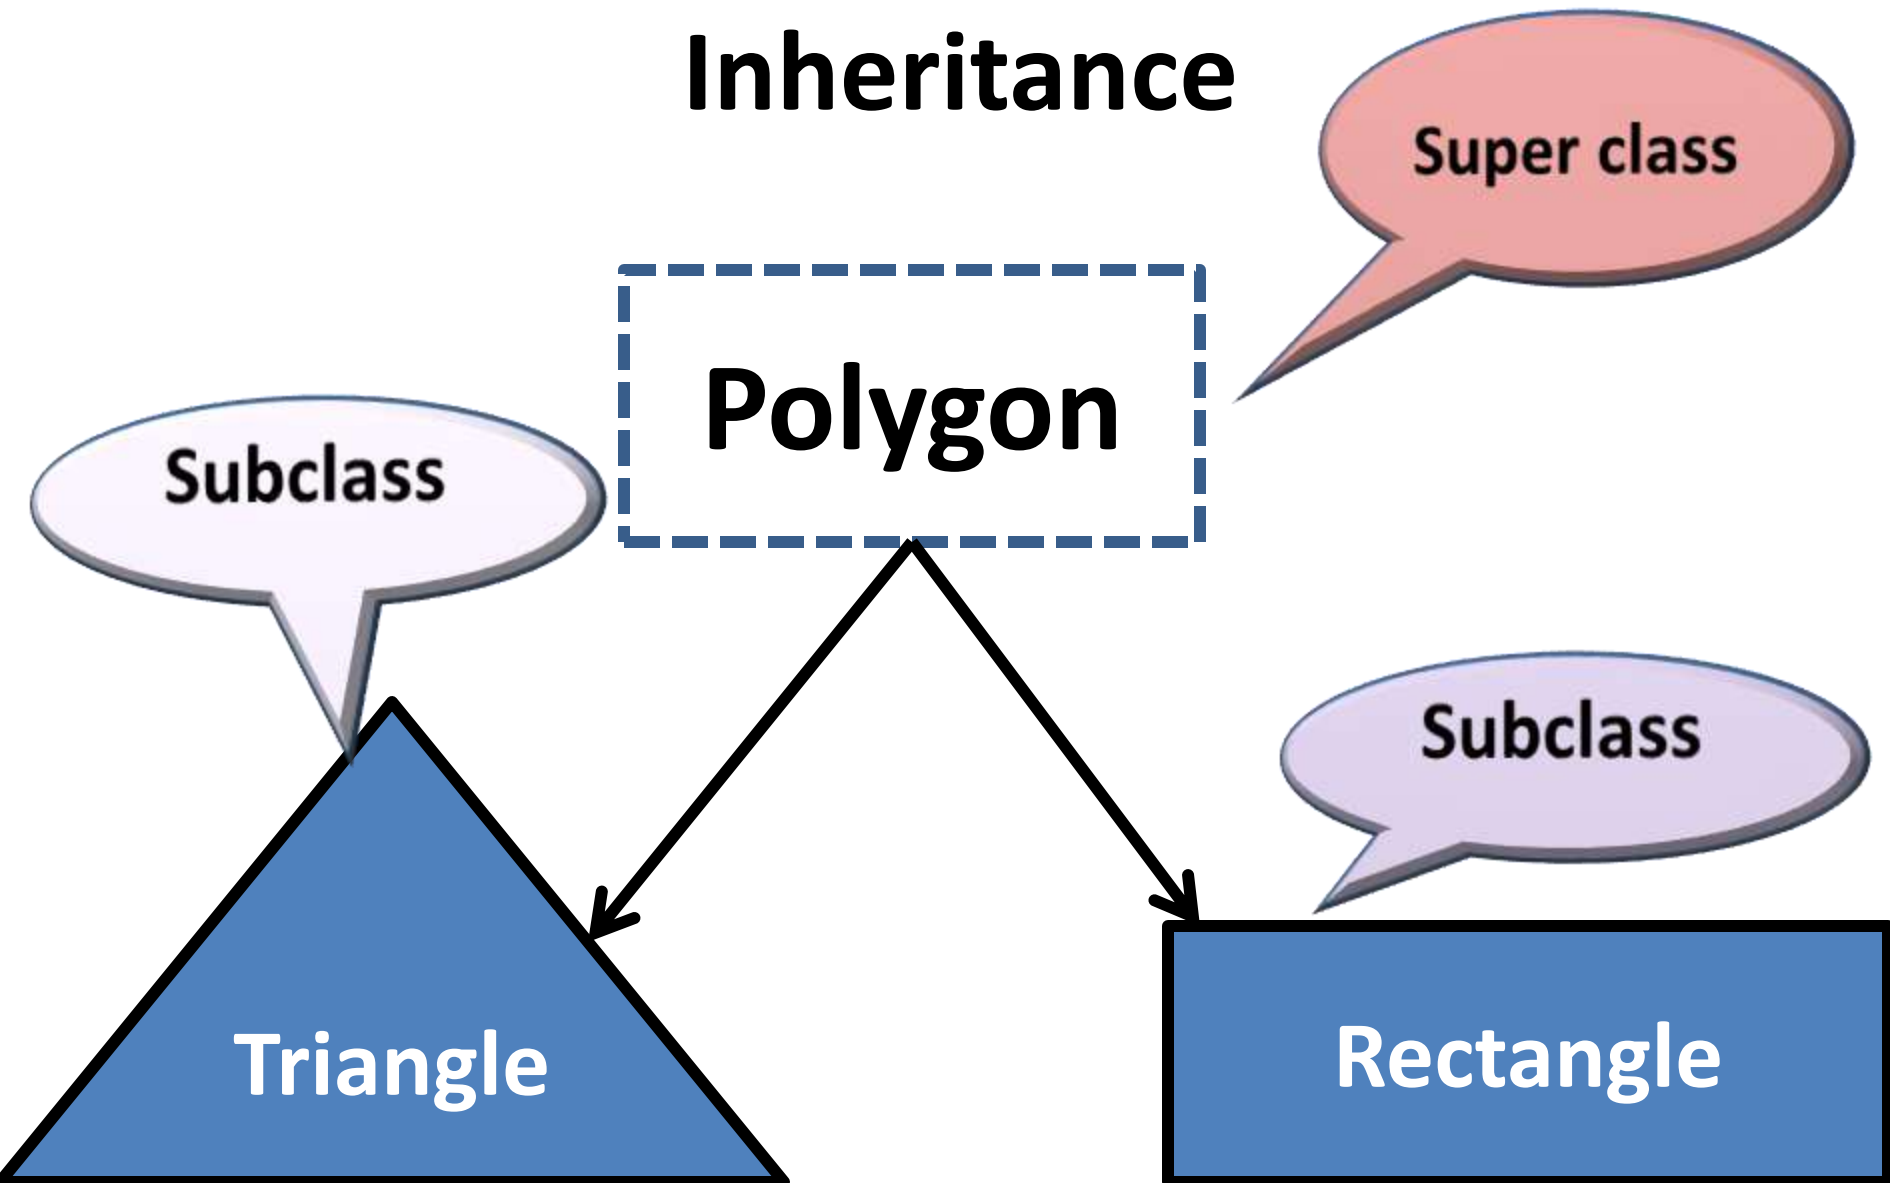 Inheritance
Super class
Polygon
Subclass
Subclass
Triangle
Rectangle